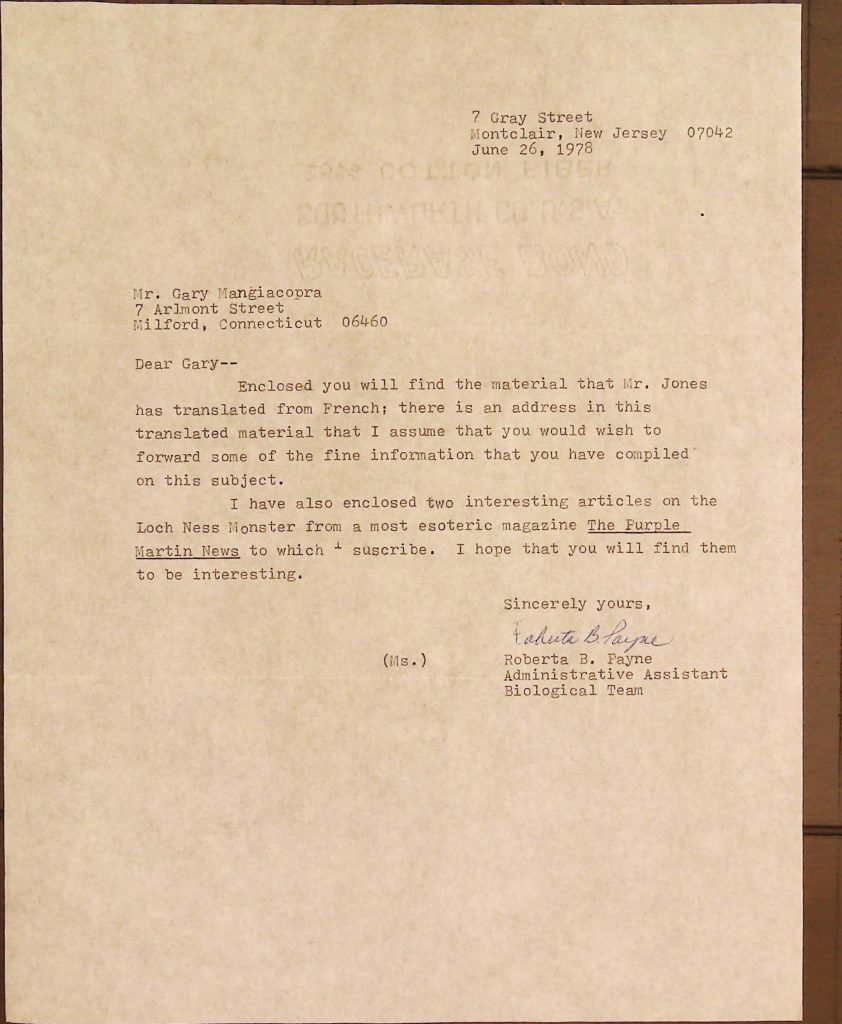 7 Gray Street
Montclair, New Jersey 07042
June 26, 1978
25% COTTON FIBER
SOUTHWORTH CO. U.S.A.
Mr. Gary Mangiacopra
7 Arlmont Street
Milford, Connecticut 06460
Dear Gary--
Enclosed you will find the material that Mr. Jones
has translated from French; there is an address in this
translated material that I assume that you would wish to
forward some of the fine information that you have compiled
on this subject.
I have also enclosed two interesting articles on the
Loch Ness Monster from a most esoteric magazine The Purple
Martin News to which I suscribe. I hope that you will find them
to be interesting.
Sincerely yours,
Roberta B. Payne
(Ms.) Roberta B. Payne
Administrative Assistant
Biological Team